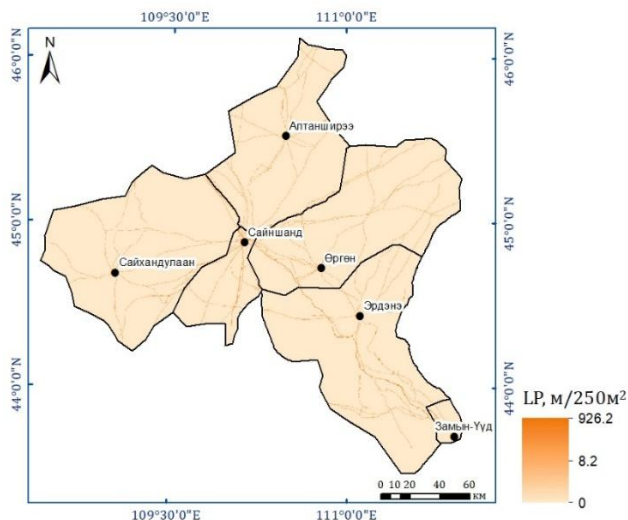 109°30'0"E
111°0'0"E
46°0'0"N
46°0'0"N
N
Алтанширээ
45°0'0"N
45°0'0"N
Сайншанд
Сайхандулаан
Өргөн
Эрдэнэ
44°0'0"N
44°0'0"N
LP, м/250м²
926.2
8.2
0
Замын-Үүд
0 10 20 40 60
км
109°30'0"E
111°0'0"E